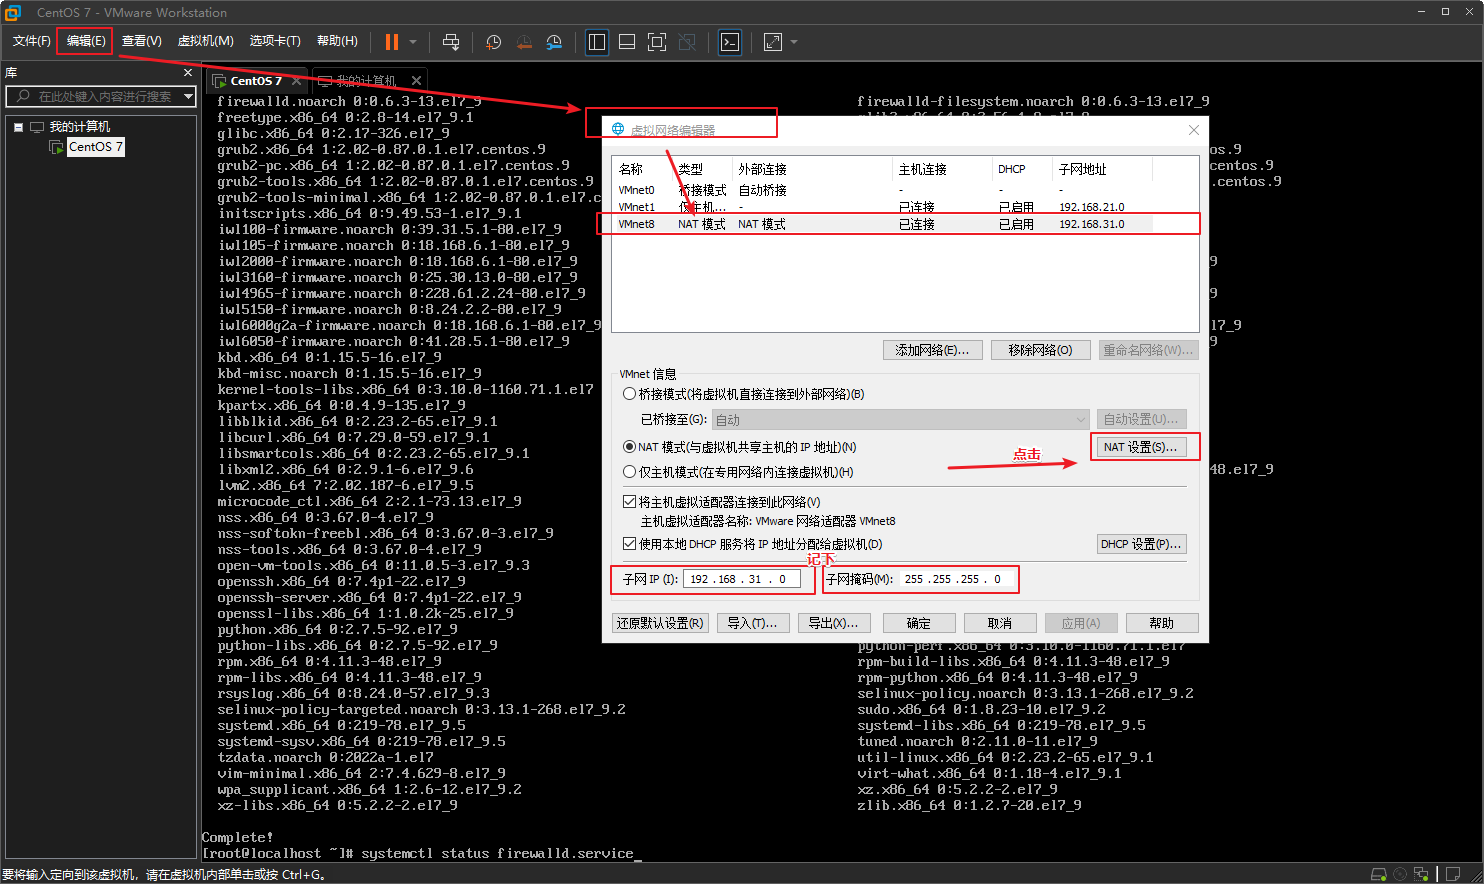 CentOS 7 - VMware Workstation
文件(F) 编辑(E) 查看(V) 虚拟机(M) 选项卡(T) 帮助(H)
库
在此处键入内容进行搜索
我的计算机
CentOS 7
CentOS 7 我的计算机
firewalld.noarch 0:0.6.3-13.el7_9 firewalld-filesystem.noarch 0:0.6.3-13.el7_9
freetype.x86_64 0:2.8-14.el7_9.1
glibc.x86_64 0:2.17-326.el7_9
grub2.x86_64 1:2.02-0.87.0.1.el7.centos.9
grub2-pc.x86_64 1:2.02-0.87.0.1.el7.centos.9
grub2-tools.x86_64 1:2.02-0.87.0.1.el7.centos.9
grub2-tools-minimal.x86_64 1:2.02-0.87.0.1.el7.c
initscripts.x86_64 0:9.49.53-1.el7_9.1
iwl100-firmware.noarch 0:39.31.5.1-80.el7_9
iwl105-firmware.noarch 0:18.168.6.1-80.el7_9
iwl2000-firmware.noarch 0:18.168.6.1-80.el7_9
iwl3160-firmware.noarch 0:25.30.13.0-80.el7_9
iwl4965-firmware.noarch 0:228.61.2.24-80.el7_9
iwl5150-firmware.noarch 0:8.24.2.2-80.el7_9
iwl6000g2a-firmware.noarch 0:18.168.6.1-80.el7_9
iwl6050-firmware.noarch 0:41.28.5.1-80.el7_9
kbd.x86_64 0:1.15.5-16.el7_9
kbd-misc.noarch 0:1.15.5-16.el7_9
kernel-tools-libs.x86_64 0:3.10.0-1160.71.1.el7
kpartx.x86_64 0:0.4.9-135.el7_9
libblkid.x86_64 0:2.23.2-65.el7_9.1
libcurl.x86_64 0:7.29.0-59.el7_9.1
libsmartcols.x86_64 0:2.23.2-65.el7_9.1
libxml2.x86_64 0:2.9.1-6.el7_9.6
lvm2.x86_64 7:2.02.187-6.el7_9.5
microcode_ctl.x86_64 2:2.1-73.13.el7_9
nss.x86_64 0:3.67.0-4.el7_9
nss-softokn-freebl.x86_64 0:3.67.0-3.el7_9
nss-tools.x86_64 0:3.67.0-4.el7_9
open-vm-tools.x86_64 0:11.0.5-3.el7_9.3
openssh.x86_64 0:7.4p1-22.el7_9
openssh-server.x86_64 0:7.4p1-22.el7_9
openssl-libs.x86_64 1:1.0.2k-25.el7_9
python.x86_64 0:2.7.5-92.el7_9
python-libs.x86_64 0:2.7.5-92.el7_9 python-perf.x86_64 0:3.10.0-1160.71.1.el7
rpm.x86_64 0:4.11.3-48.el7_9 rpm-build-libs.x86_64 0:4.11.3-48.el7_9
rpm-libs.x86_64 0:4.11.3-48.el7_9 rpm-python.x86_64 0:4.11.3-48.el7_9
rsyslog.x86_64 0:8.24.0-57.el7_9.3 selinux-policy.noarch 0:3.13.1-268.el7_9.2
selinux-policy-targeted.noarch 0:3.13.1-268.el7_9.2 sudo.x86_64 0:1.8.23-10.el7_9.2
systemd.x86_64 0:219-78.el7_9.5 systemd-libs.x86_64 0:219-78.el7_9.5
systemd-sysv.x86_64 0:219-78.el7_9.5 tuned.noarch 0:2.11.0-11.el7_9
tzdata.noarch 0:2022a-1.el7 util-linux.x86_64 0:2.23.2-65.el7_9.1
vim-minimal.x86_64 2:7.4.629-8.el7_9 virt-what.x86_64 0:1.18-4.el7_9.1
wpa_supplicant.x86_64 1:2.6-12.el7_9.2 xz.x86_64 0:5.2.2-2.el7_9
xz-libs.x86_64 0:5.2.2-2.el7_9 zlib.x86_64 0:1.2.7-20.el7_9
Complete!
[root@localhost ~]# systemctl status firewalld.service_
虚拟网络编辑器
名称 类型 外部连接 主机连接 DHCP 子网地址
VMnet0 桥接模式 自动桥接 - - -
VMnet1 仅主机... - 已连接 已启用 192.168.21.0
VMnet8 NAT 模式 NAT 模式 已连接 已启用 192.168.31.0
添加网络(E)... 移除网络(O) 重命名网络(W)...
VMnet 信息
桥接模式(将虚拟机直接连接到外部网络)(B)
已桥接至(G): 自动 自动设置(U)...
NAT 模式(与虚拟机共享主机的 IP 地址)(N) 点击 NAT 设置(S)...
仅主机模式(在专用网络内连接虚拟机)(H)
将主机虚拟适配器连接到此网络(V)
主机虚拟适配器名称: VMware 网络适配器 VMnet8
使用本地 DHCP 服务将 IP 地址分配给虚拟机(D) DHCP 设置(P)...
记下
子网 IP (I): 192 . 168 . 31 . 0 子网掩码(M): 255 . 255 . 255 . 0
还原默认设置(R) 导入(T)... 导出(X)... 确定 取消 应用(A) 帮助
要将输入定向到该虚拟机，请在虚拟机内部单击或按 Ctrl+G。